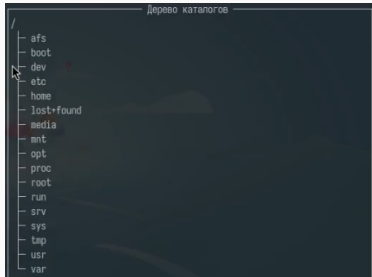 Дерево каталогов
/
afs
boot
dev
etc
home
lost+found
media
mnt
opt
proc
root
run
srv
sys
tmp
usr
var